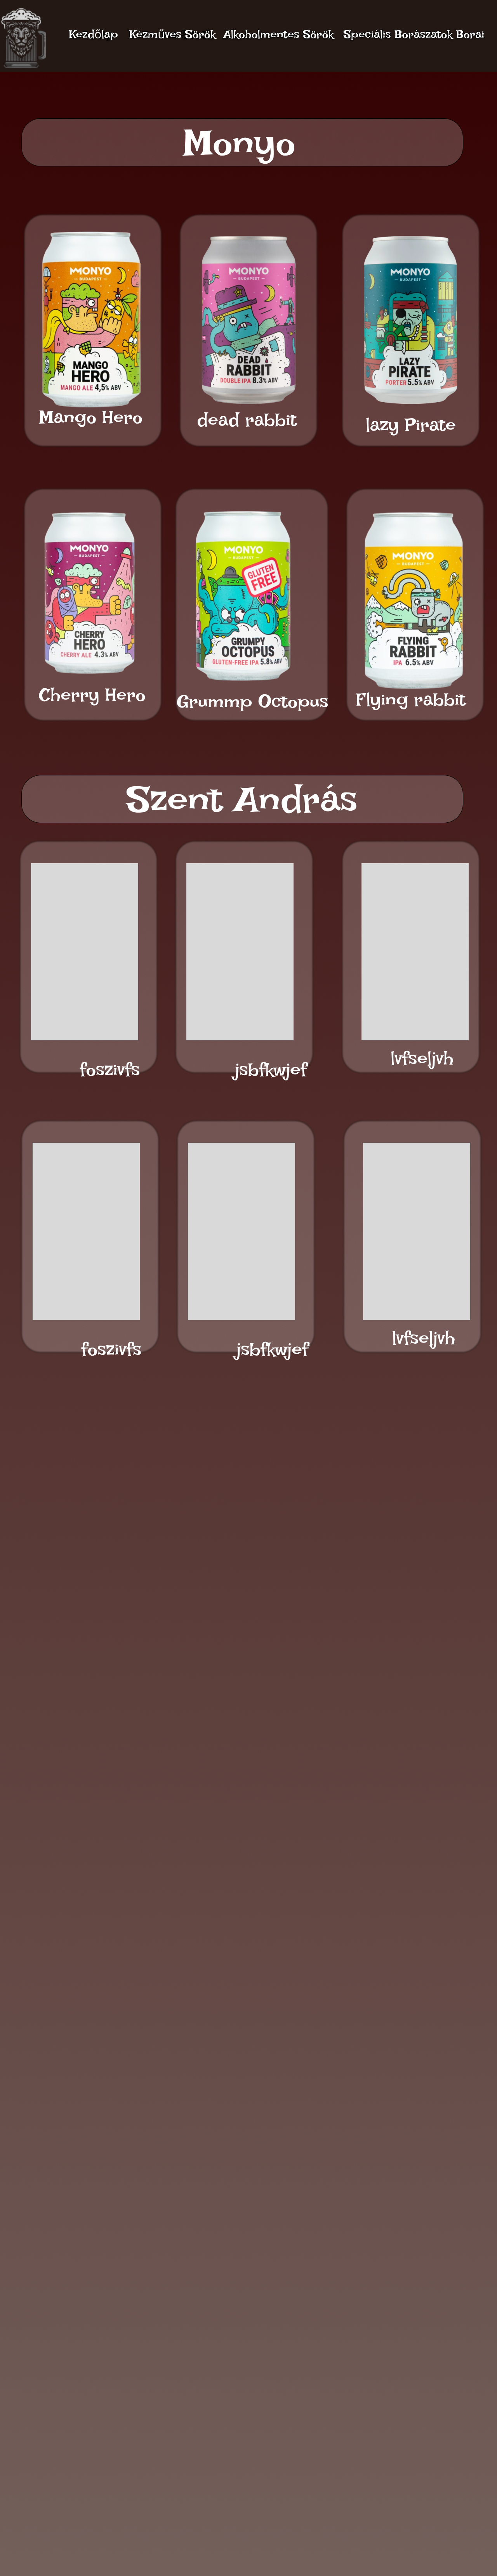 Kezdőlap Kézműves Sörök Alkoholmentes Sörök Speciális Borászatok Borai
Monyo
MONYO
BUDAPEST
MANGO
HERO
MANGO ALE 4,5% ABV
Mango Hero
MONYO
BUDAPEST
DEAD
RABBIT
DOUBLE IPA 8.3% ABV
dead rabbit
MONYO
BUDAPEST
LAZY
PIRATE
PORTER 5.5% ABV
lazy Pirate
MONYO
BUDAPEST
CHERRY
HERO
CHERRY ALE 4.3% ABV
Cherry Hero
MONYO
BUDAPEST
GLUTEN
FREE
GRUMPY
OCTOPUS
GLUTEN-FREE IPA 5.8% ABV
Grummp Octopus
MONYO
BUDAPEST
FLYING
RABBIT
IPA 6.5% ABV
Flying rabbit
Szent András
foszivfs
jsbfkwjef
lvfseljvh
foszivfs
jsbfkwjef
lvfseljvh